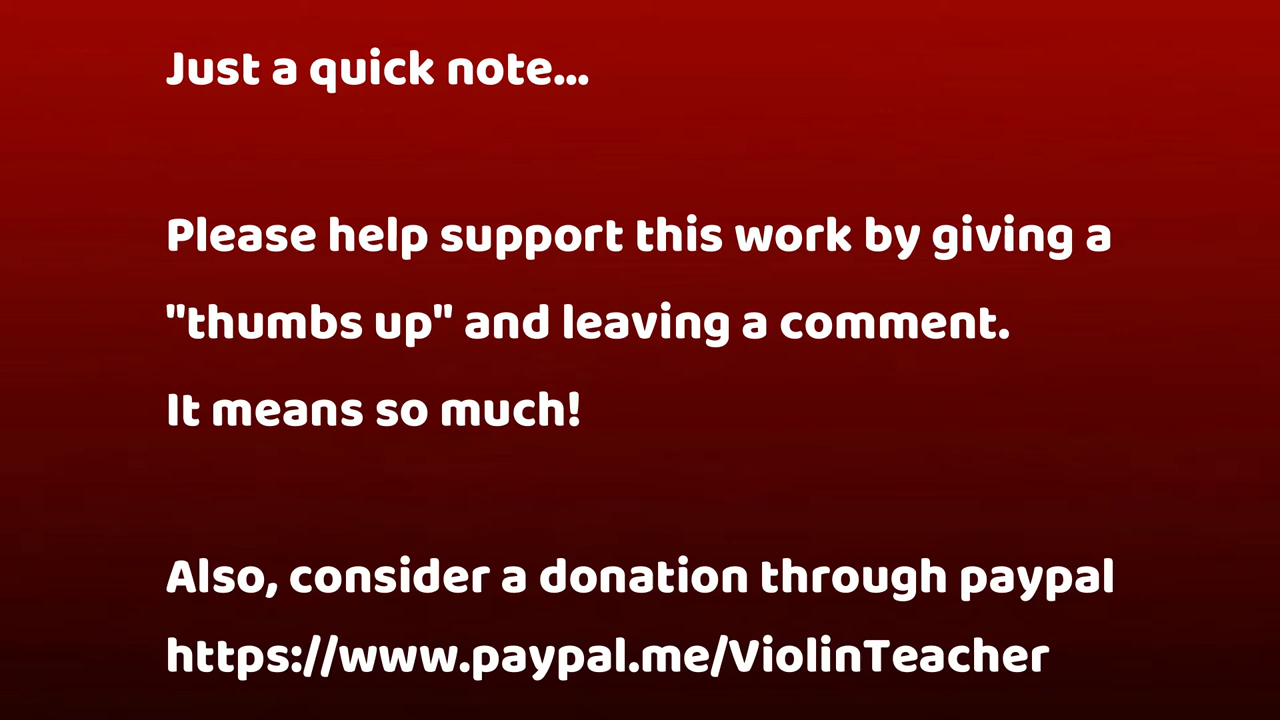 Just a quick note...
Please help support this work by giving a
"thumbs up" and leaving a comment.
It means so much!
Also, consider a donation through paypal
https://www.paypal.me/ViolinTeacher